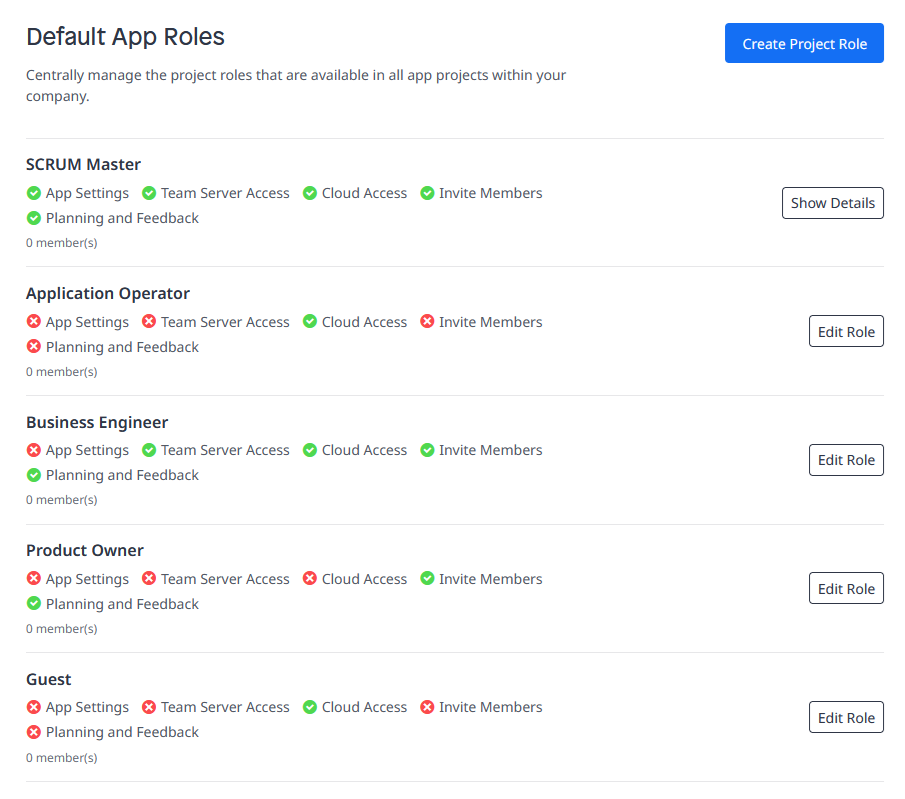 Default App Roles
Create Project Role
Centrally manage the project roles that are available in all app projects within your
company.
SCRUM Master
App Settings Team Server Access Cloud Access Invite Members
Planning and Feedback
0 member(s)
Show Details
Application Operator
App Settings Team Server Access Cloud Access Invite Members
Planning and Feedback
0 member(s)
Edit Role
Business Engineer
App Settings Team Server Access Cloud Access Invite Members
Planning and Feedback
0 member(s)
Edit Role
Product Owner
App Settings Team Server Access Cloud Access Invite Members
Planning and Feedback
0 member(s)
Edit Role
Guest
App Settings Team Server Access Cloud Access Invite Members
Planning and Feedback
0 member(s)
Edit Role